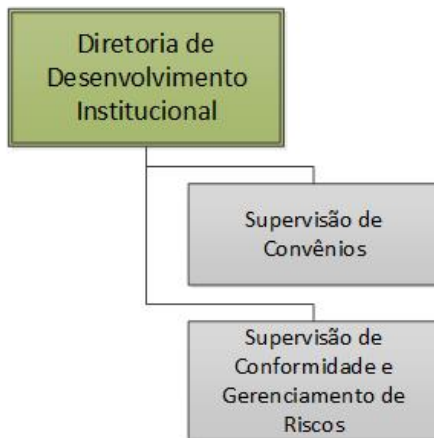 Diretoria de
Desenvolvimento
Institucional
Supervisão de
Convênios
Supervisão de
Conformidade e
Gerenciamento de
Riscos